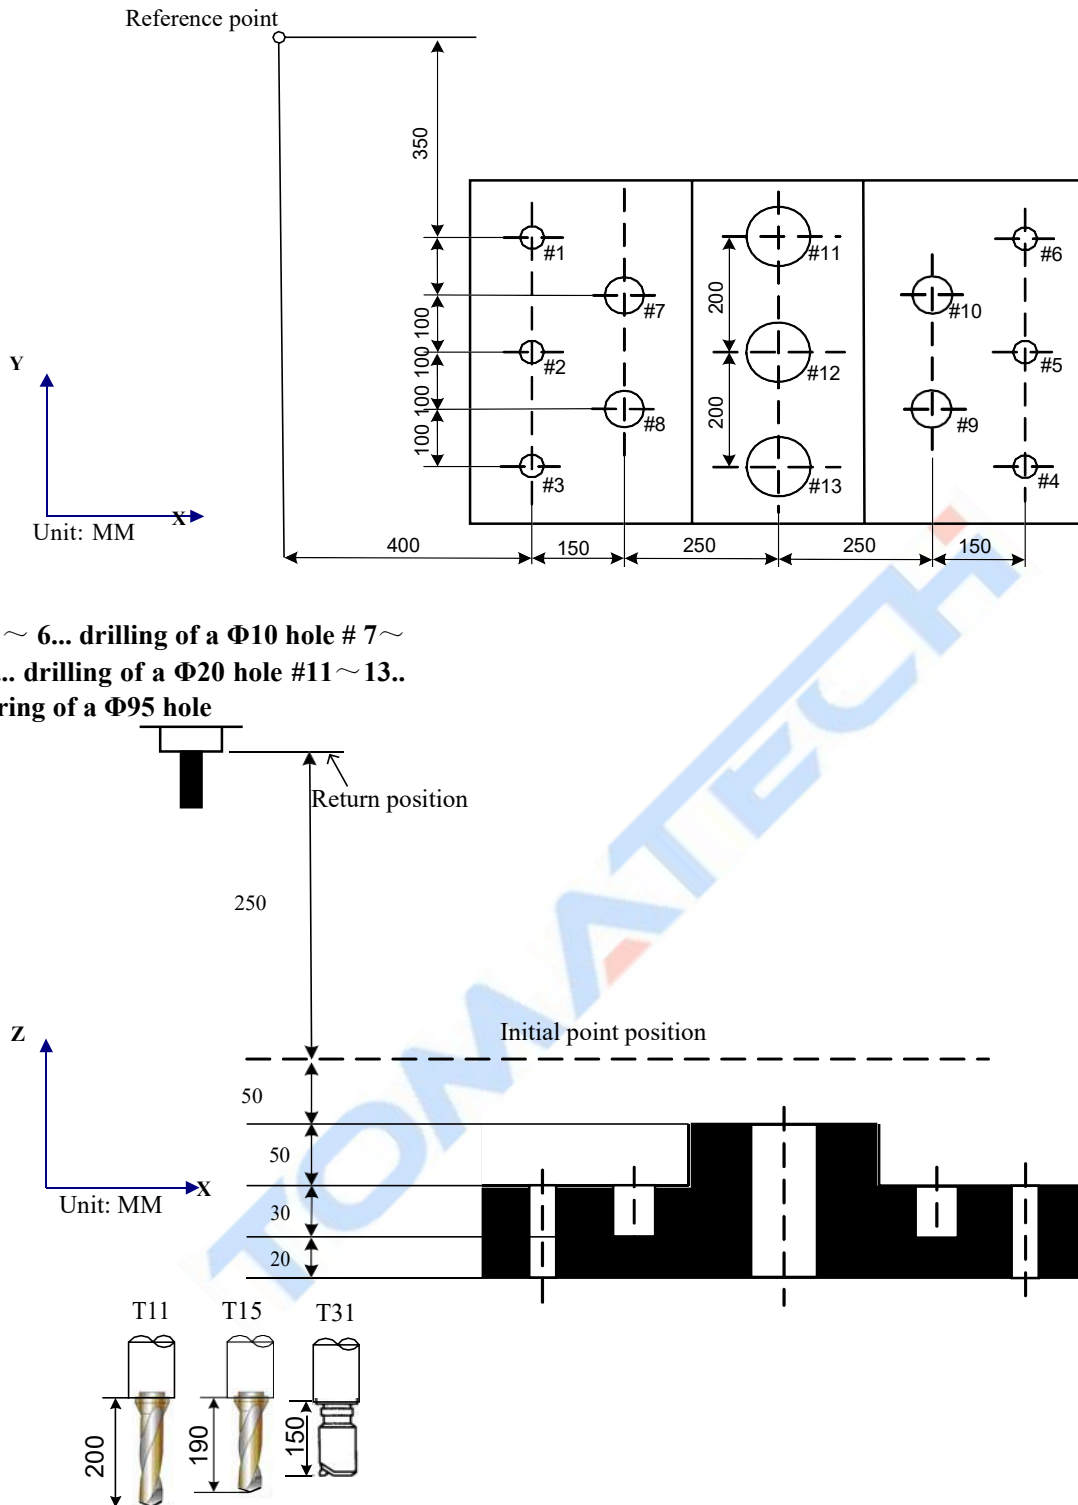 Reference point
350
#1
#11
#6
#7
#10
200
100
#2
100
#12
#5
Y
100
#8
200
#9
100
#3
#13
#4
X
Unit: MM
400
150
250
250
150
～ 6... drilling of a Φ10 hole # 7～
... drilling of a Φ20 hole #11～13..
ring of a Φ95 hole
Return position
250
Z
Initial point position
50
50
X
Unit: MM
30
20
T11
T15
T31
200
190
150
TOMATECH